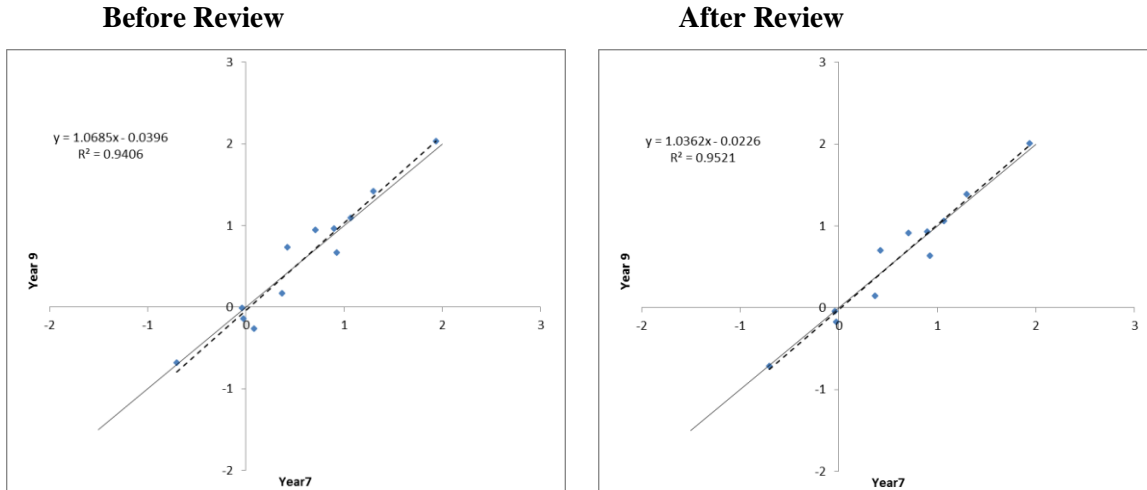 Before Review
After Review
3
2
1
0
-1
-2
-2
-1
0
1
2
3
y = 1.0685x - 0.0396
R² = 0.9406
Year 9
Year7
3
2
1
0
-1
-2
-2
-1
0
1
2
3
y = 1.0362x - 0.0226
R² = 0.9521
Year 9
Year7